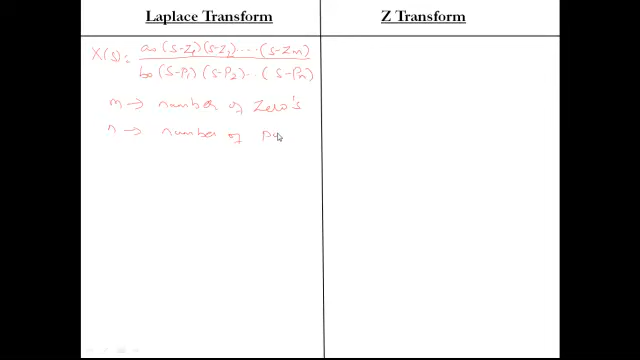 Laplace Transform
Z Transform
X(s) = a₀(s-Z₁)(s-Z₂)....(s-Zm)
b₀(s-P₁)(s-P₂)...(s-Pn)
m → number of Zero's
n → number of